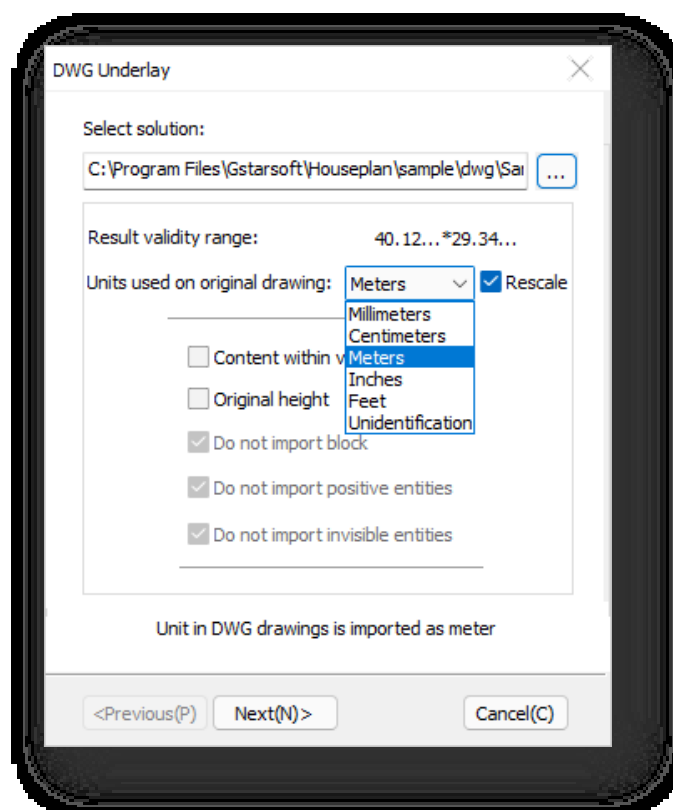 DWG Underlay
Select solution:
C:\Program Files\Gstarsoft\Houseplan\sample\dwg\Sar
...
Result validity range: 40.12...*29.34...
Units used on original drawing: Meters Rescale
Millimeters
Centimeters
Content within v Meters
Inches
Original height Feet
Unidentification
Do not import block
Do not import positive entities
Do not import invisible entities
Unit in DWG drawings is imported as meter
<Previous(P) Next(N)> Cancel(C)